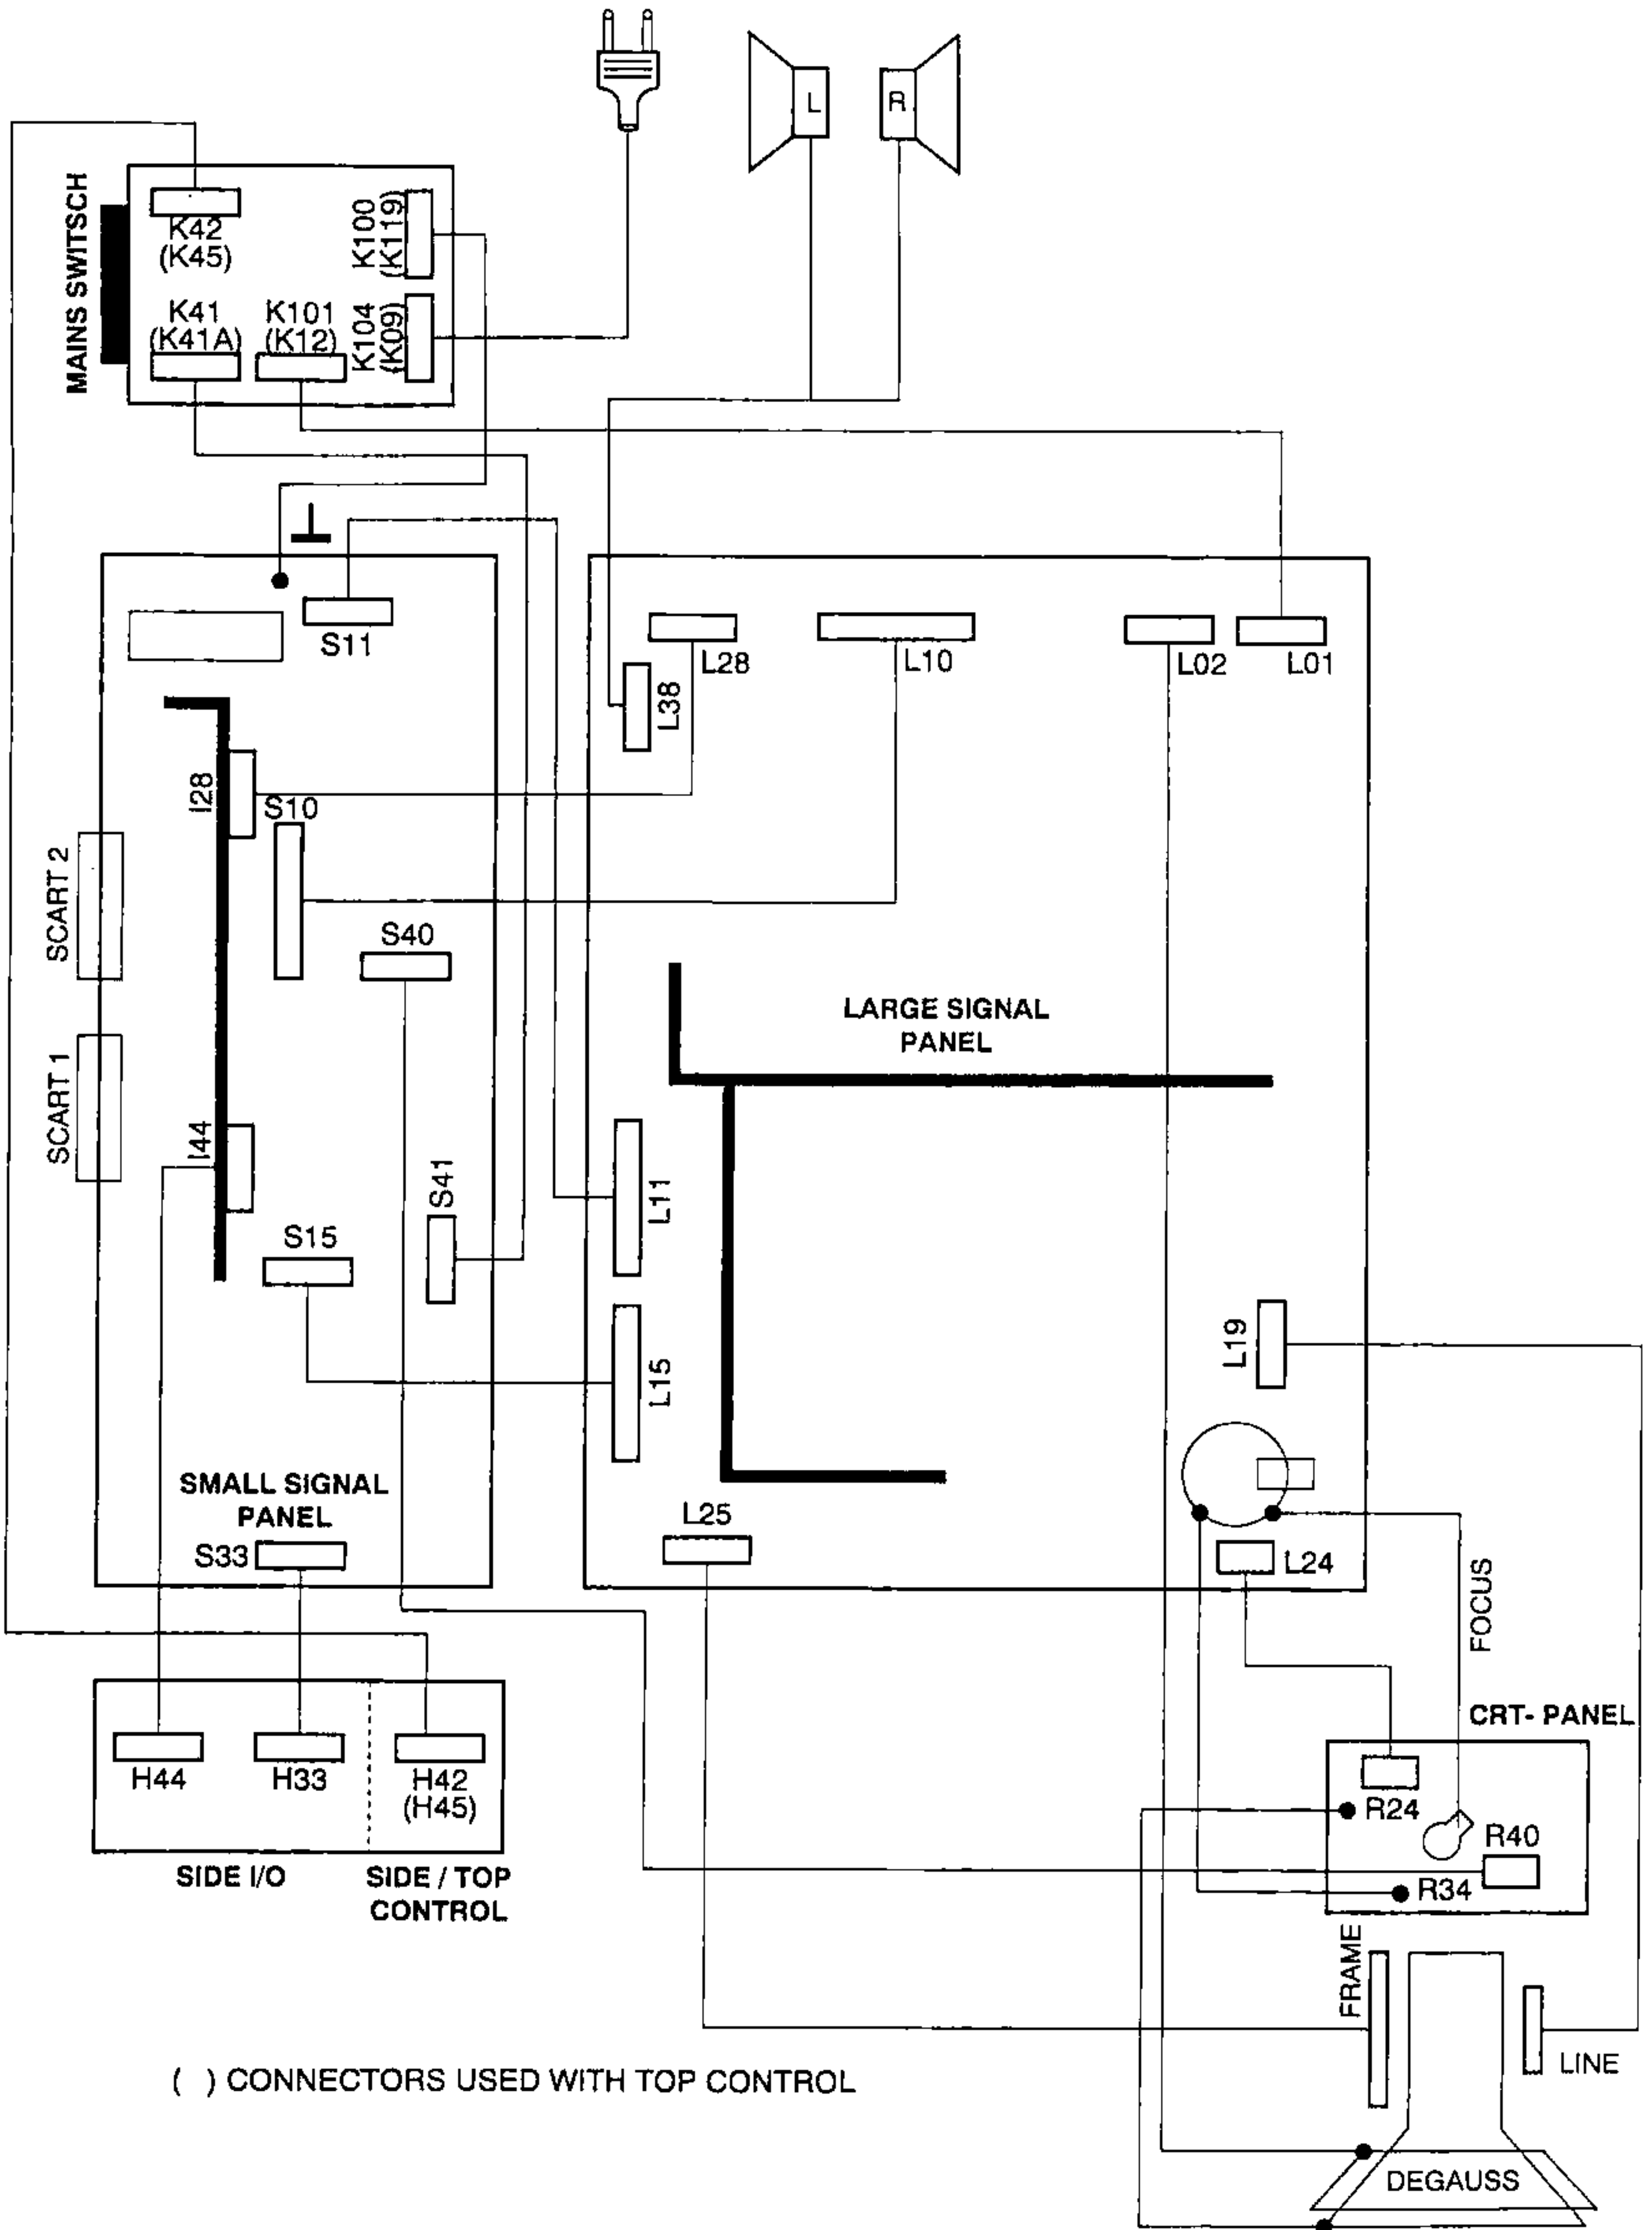 L
R
MAINS SWITSCH
K42
(K45)
K100
(K119)
K41
(K41A)
K101
(K12)
K104
(K09)
S11
L28
L10
L02
L01
L38
I28
S10
SCART 2
S40
LARGE SIGNAL
PANEL
SCART 1
I44
S41
L11
S15
L19
L15
SMALL SIGNAL
PANEL
L25
S33
L24
FOCUS
CRT- PANEL
H44
H33
H42
(H45)
R24
R40
R34
SIDE I/O
SIDE / TOP
CONTROL
FRAME
LINE
( ) CONNECTORS USED WITH TOP CONTROL
DEGAUSS